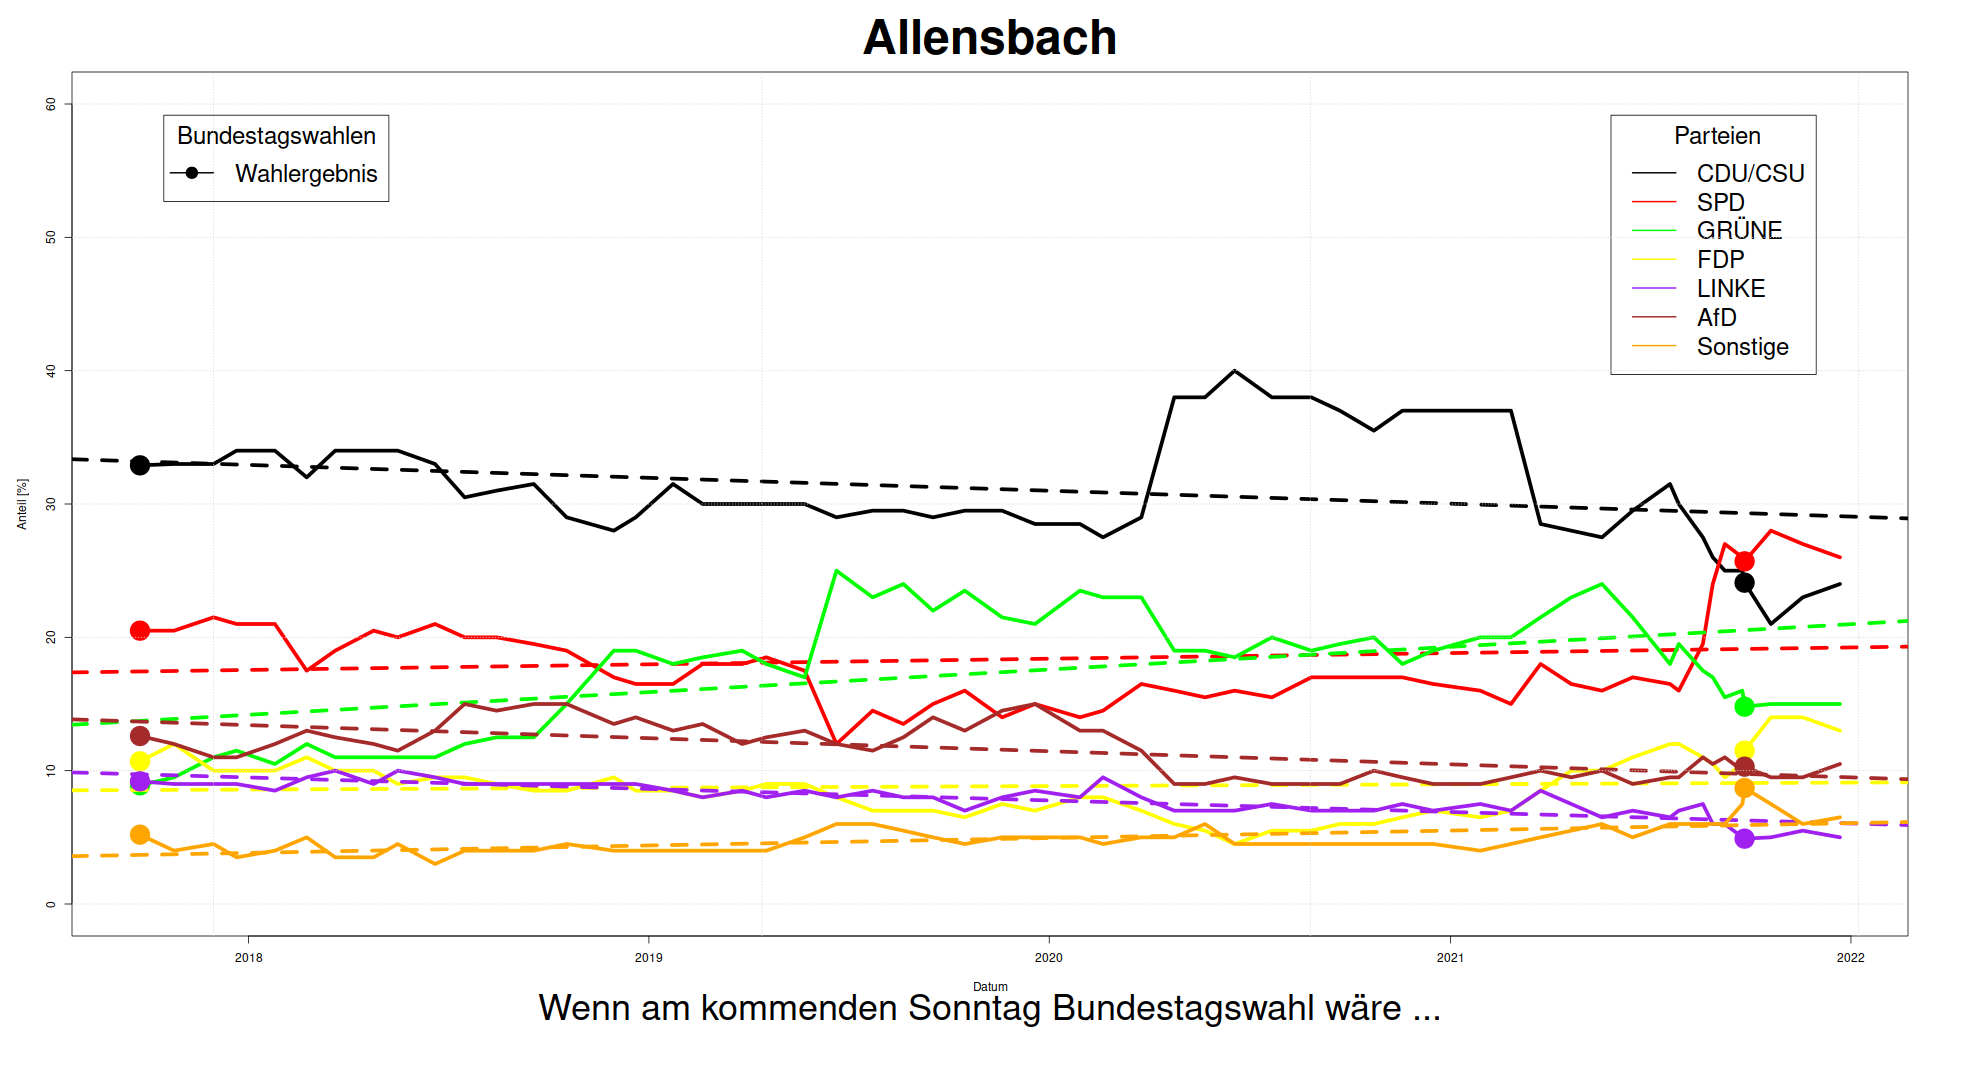 Allensbach
Bundestagswahlen
Wahlergebnis
Parteien
CDU/CSU
SPD
GRÜNE
FDP
LINKE
AfD
Sonstige
Anteil [%]
60
50
40
30
20
10
0
2018
2019
2020
2021
2022
Datum
Wenn am kommenden Sonntag Bundestagswahl wäre ...